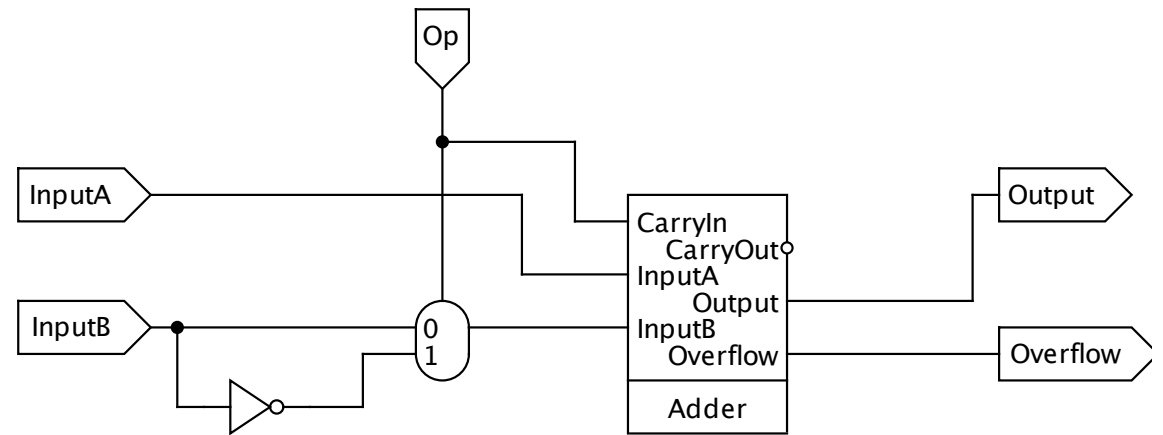 Op
InputA
InputB
0
1
CarryIn
CarryOut
InputA
Output
InputB
Overflow
Adder
Output
Overflow